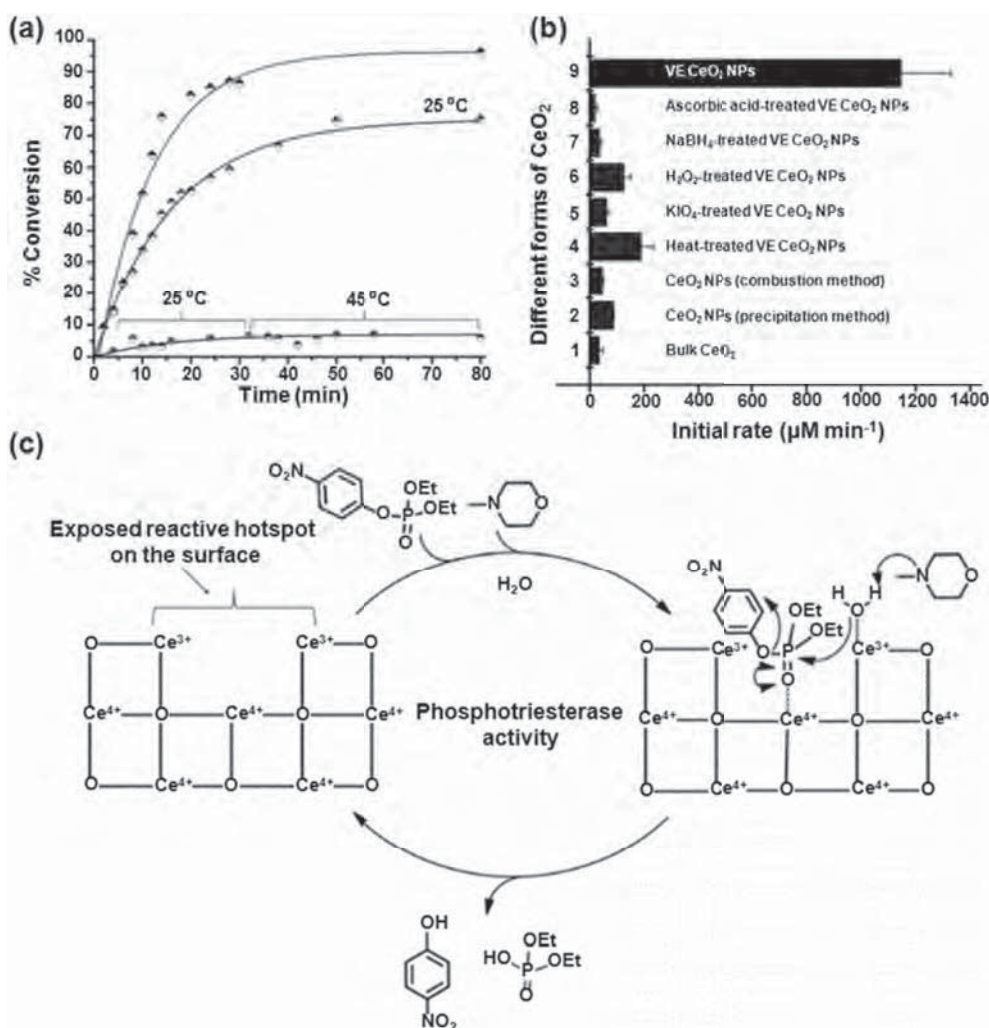 (a)
% Conversion
100
90
80
70
60
50
40
30
20
10
0
25 °C
25 °C
45 °C
0
10
20
30
40
50
60
70
80
Time (min)
(b)
Different forms of CeO₂
9
8
7
6
5
4
3
2
1
VE CeO₂ NPs
Ascorbic acid-treated VE CeO₂ NPs
NaBH₄-treated VE CeO₂ NPs
H₂O₂-treated VE CeO₂ NPs
KIO₄-treated VE CeO₂ NPs
Heat-treated VE CeO₂ NPs
CeO₂ NPs (combustion method)
CeO₂ NPs (precipitation method)
Bulk CeO₂
0 200 400 600 800 1000 1200 1400
Initial rate (µM min⁻¹)
(c)
O₂N
O
P
OEt
OEt
O
N
O
H₂O
Exposed reactive hotspot
on the surface
O Ce³⁺ Ce³⁺ O
Ce⁴⁺ O Ce⁴⁺ O Ce⁴⁺
O Ce⁴⁺ O Ce⁴⁺ O
Phosphotriesterase
activity
O₂N
O
P
OEt
OEt
O
H H
O
N
O
O Ce³⁺ Ce³⁺ O
Ce⁴⁺ O Ce⁴⁺ O Ce⁴⁺
O Ce⁴⁺ O Ce⁴⁺ O
OH
NO₂
HO P OEt
OEt
O